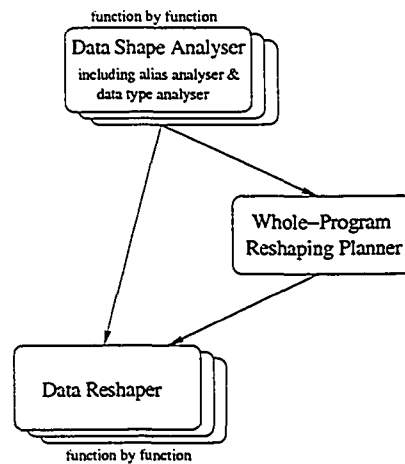 function by function
Data Shape Analyser
including alias analyser &
data type analyser
Whole–Program
Reshaping Planner
Data Reshaper
function by function